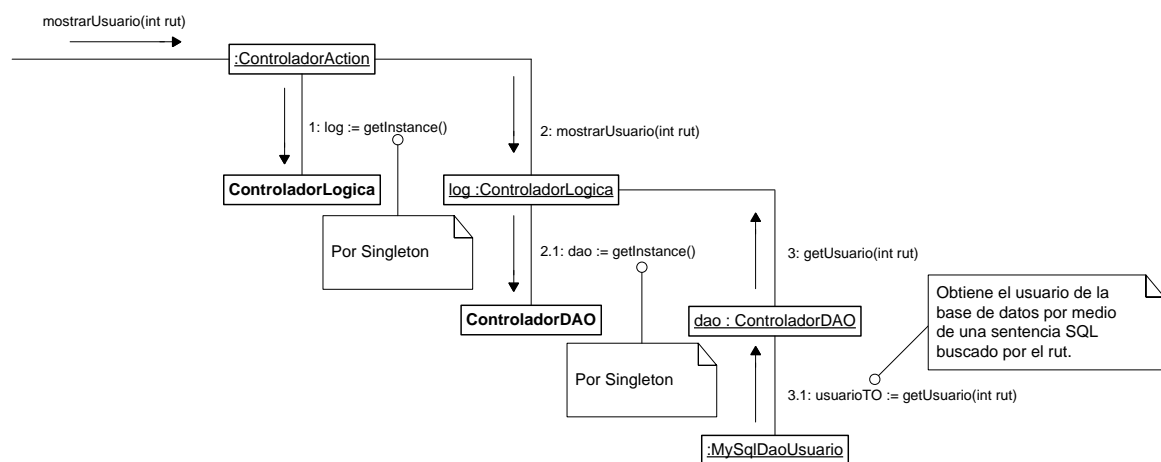 mostrarUsuario(int rut)
:ControladorAction
1: log := getInstance()
2: mostrarUsuario(int rut)
ControladorLogica
log :ControladorLogica
Por Singleton
2.1: dao := getInstance()
3: getUsuario(int rut)
Obtiene el usuario de la
base de datos por medio
de una sentencia SQL
buscado por el rut.
ControladorDAO
dao : ControladorDAO
Por Singleton
3.1: usuarioTO := getUsuario(int rut)
:MySqlDaoUsuario